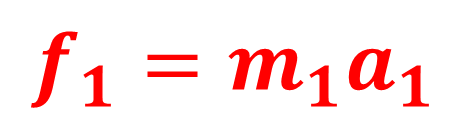 f₁ = m₁a₁